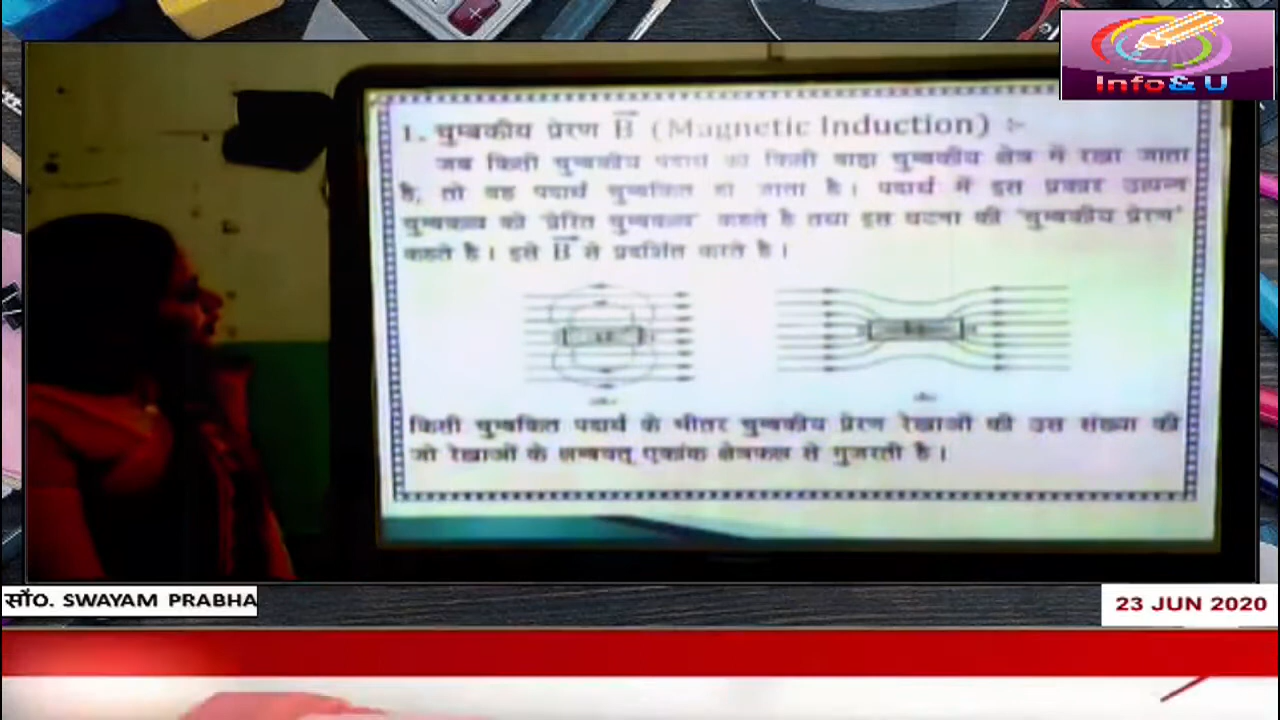 Info& U
1. चुम्बकीय प्रेरण B (Magnetic Induction) :-
जब किसी चुम्बकीय पदार्थ को किसी बाह्य चुम्बकीय क्षेत्र में रखा जाता
है, तो वह पदार्थ चुम्बकित हो जाता है। पदार्थ में इस प्रकार उत्पन्न
चुम्बकत्व को 'प्रेरित चुम्बकत्व' कहते है तथा इस घटना की 'चुम्बकीय प्रेरण'
कहते है। इसे B से प्रदर्शित करते है।
किसी चुम्बकित पदार्थ के भीतर चुम्बकीय प्रेरण रेखाओं की उस संख्या की
जो रेखाओं के लम्बवत् एकांक क्षेत्रफल से गुजरती है।
सौ0. SWAYAM PRABHA
23 JUN 2020